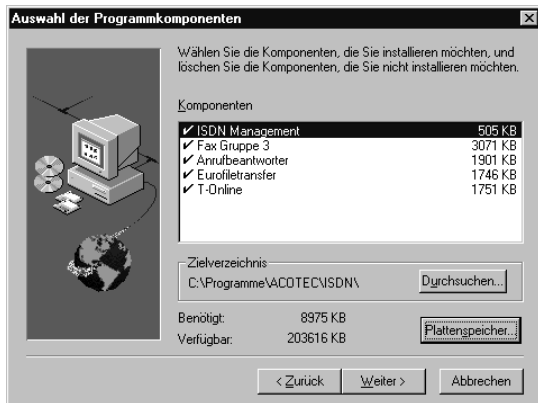 Auswahl der Programmkomponenten
Wählen Sie die Komponenten, die Sie installieren möchten, und
löschen Sie die Komponenten, die Sie nicht installieren möchten.
Komponenten
✔ ISDN Management 505 KB
✔ Fax Gruppe 3 3071 KB
✔ Anrufbeantworter 1901 KB
✔ Eurofiletransfer 1746 KB
✔ T-Online 1751 KB
Zielverzeichnis
C:\Programme\ACOTEC\ISDN\ Durchsuchen...
Benötigt: 8975 KB
Verfügbar: 203616 KB
Plattenspeicher...
< Zurück Weiter > Abbrechen